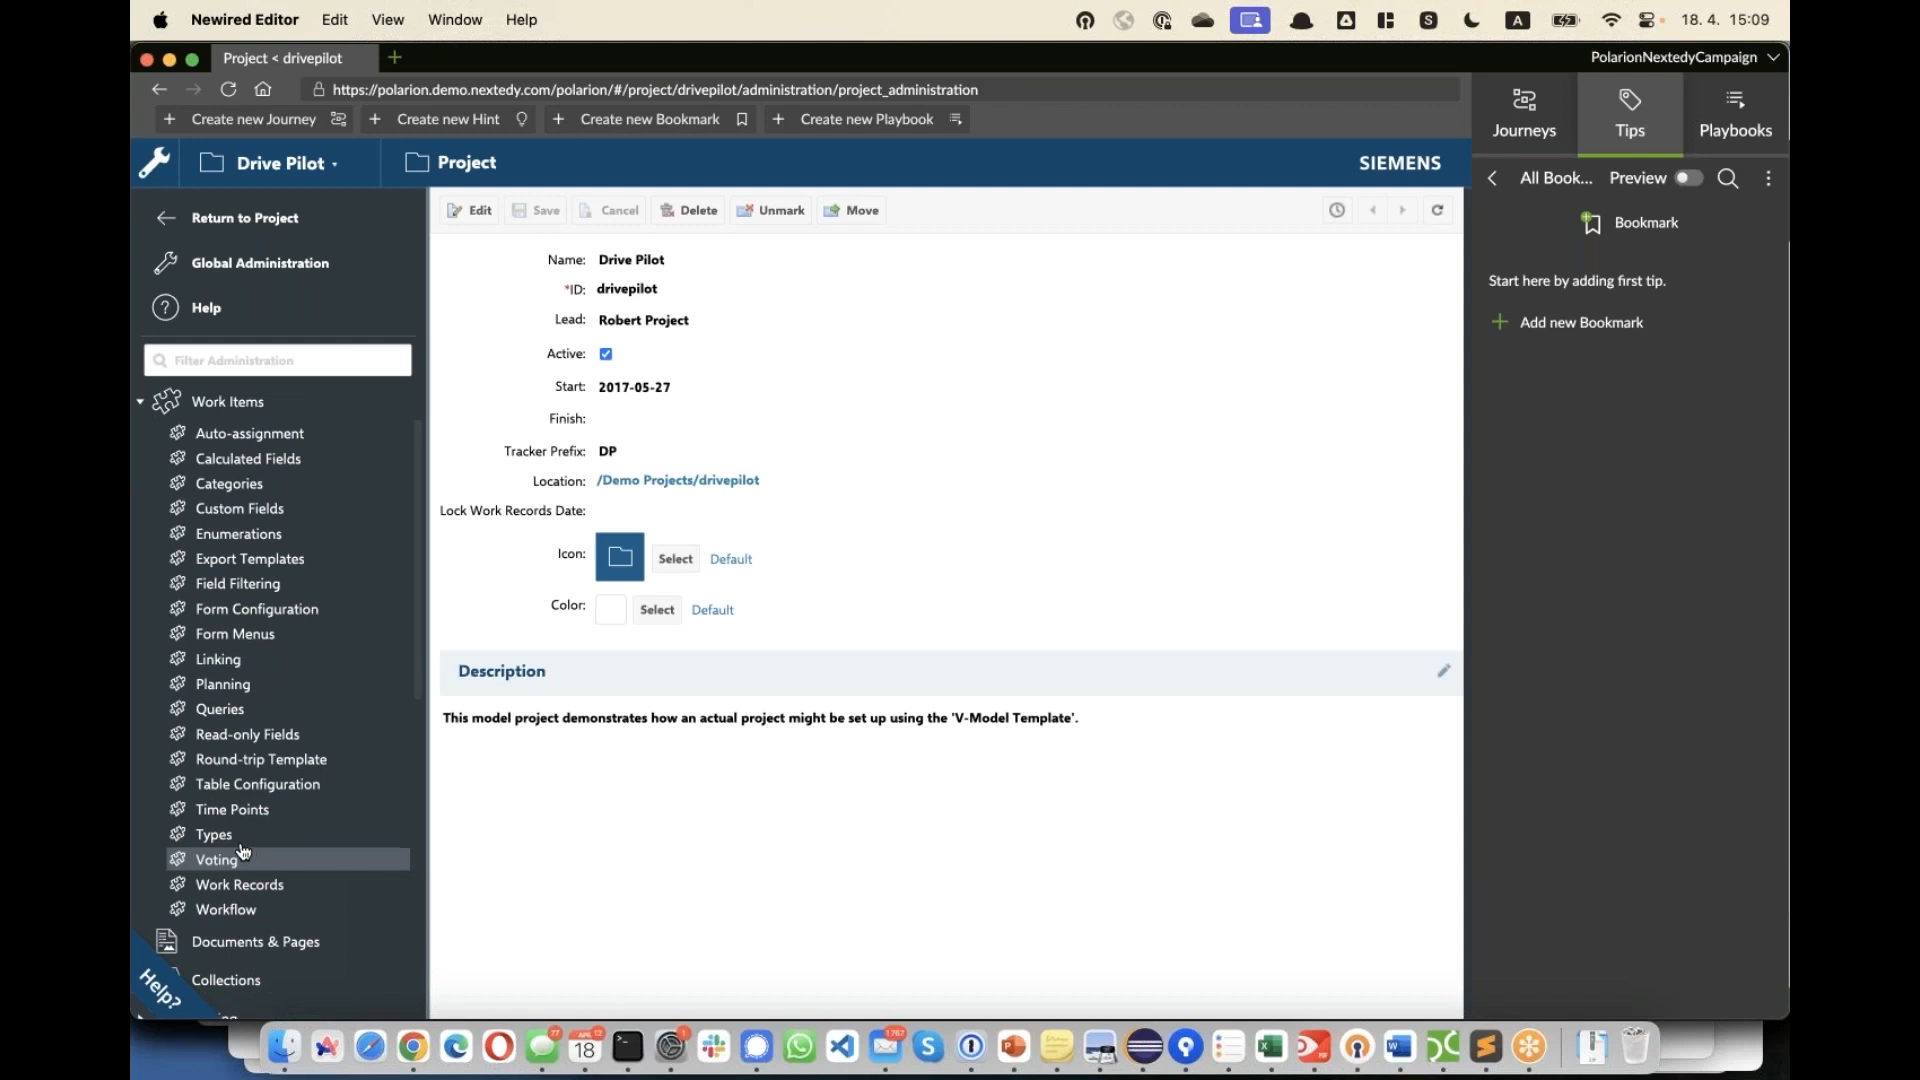 Newired Editor Edit View Window Help
S A 18. 4. 15:09
Project < drivepilot
PolarionNextedyCampaign
https://polarion.demo.nextedy.com/polarion/#/project/drivepilot/administration/project_administration
+ Create new Journey + Create new Hint + Create new Bookmark + Create new Playbook
Journeys Tips Playbooks
Drive Pilot
Project
SIEMENS
All Book... Preview
Bookmark
Start here by adding first tip.
+ Add new Bookmark
Return to Project
Global Administration
? Help
Filter Administration
Work Items
Auto-assignment
Calculated Fields
Categories
Custom Fields
Enumerations
Export Templates
Field Filtering
Form Configuration
Form Menus
Linking
Planning
Queries
Read-only Fields
Round-trip Template
Table Configuration
Time Points
Types
Voting
Work Records
Workflow
Documents & Pages
Collections
Help?
Edit Save Cancel Delete Unmark Move
Name: Drive Pilot
*ID: drivepilot
Lead: Robert Project
Active:
Start: 2017-05-27
Finish:
Tracker Prefix: DP
Location: /Demo Projects/drivepilot
Lock Work Records Date:
Icon: Select Default
Color: Select Default
Description
This model project demonstrates how an actual project might be set up using the 'V-Model Template'.
77
12
18
1
1,767